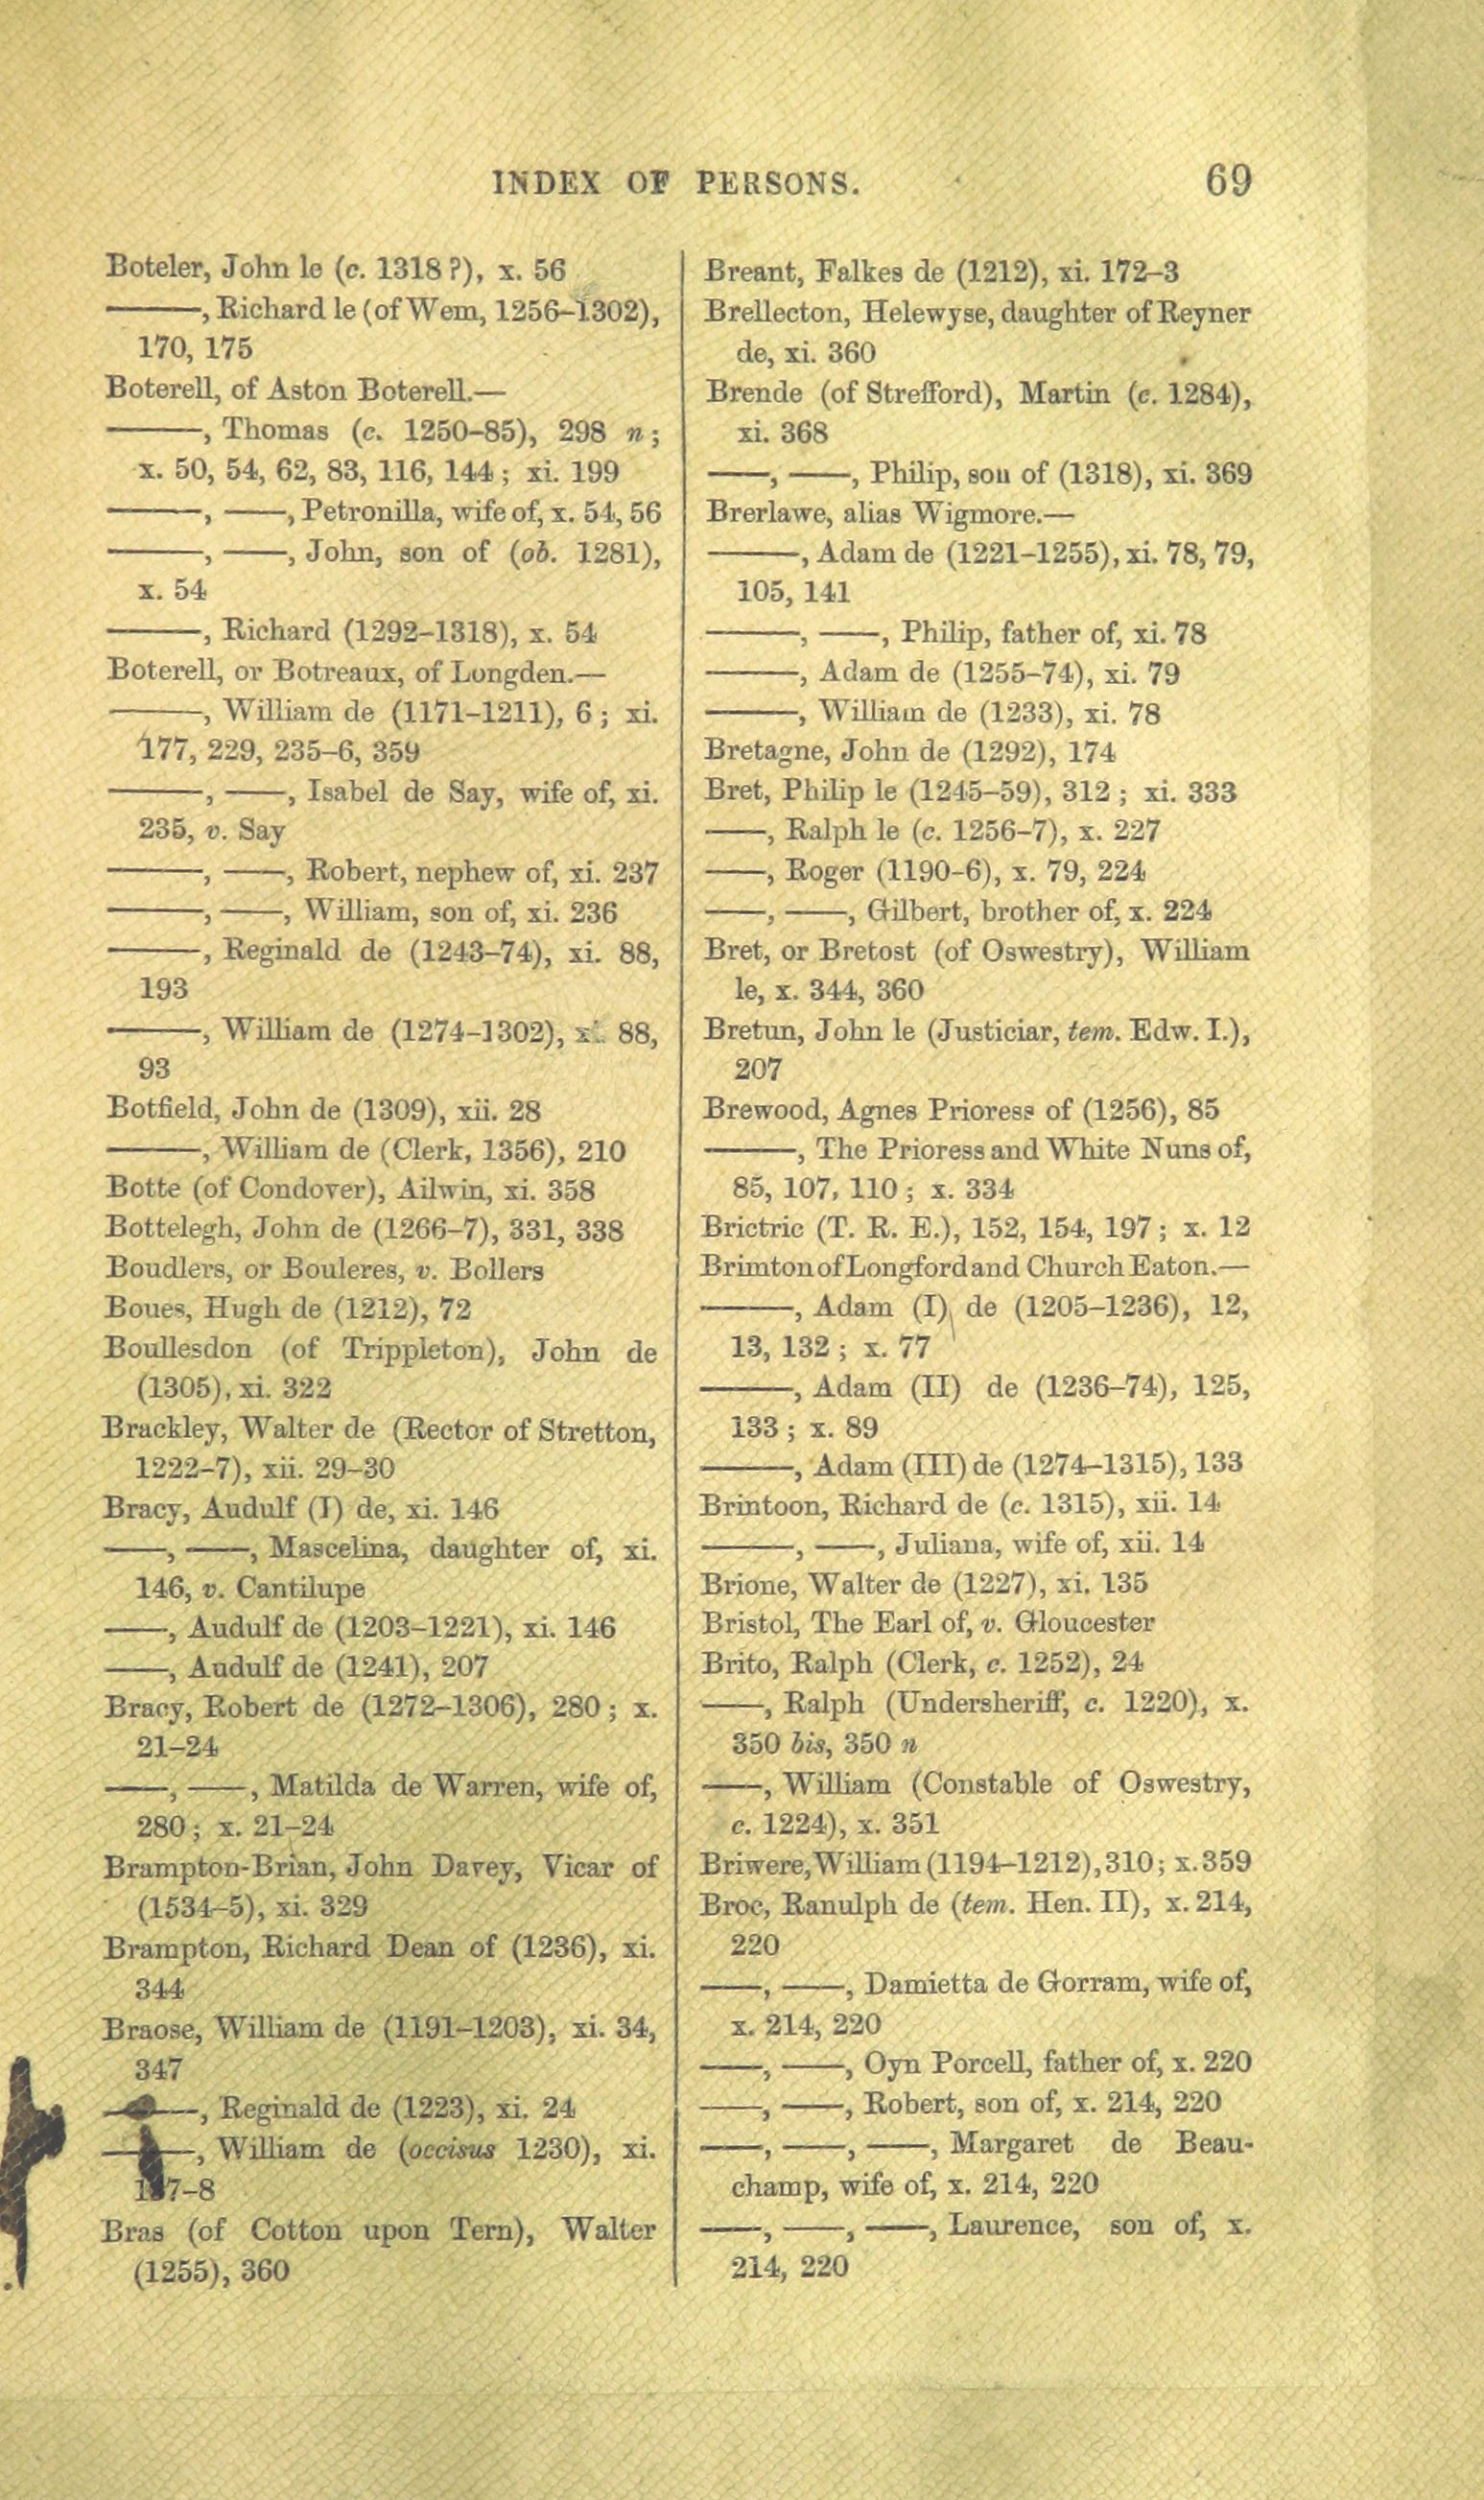 INDEX OF PERSONS. 69
Boteler, John le (c. 1318 ?), x. 56
———, Richard le (of Wem, 1256–1302),
170, 175
Boterell, of Aston Boterell.—
———, Thomas (c. 1250–85), 298 n;
x. 50, 54, 62, 83, 116, 144; xi. 199
———, ——, Petronilla, wife of, x. 54, 56
———, ——, John, son of (ob. 1281),
x. 54
———, Richard (1292–1318), x. 54
Boterell, or Botreaux, of Longden.—
———, William de (1171–1211), 6; xi.
177, 229, 235–6, 359
———, ——, Isabel de Say, wife of, xi.
235, v. Say
———, ——, Robert, nephew of, xi. 237
———, ——, William, son of, xi. 236
———, Reginald de (1243–74), xi. 88,
193
———, William de (1274–1302), xi. 88,
93
Botfield, John de (1309), xii. 28
———, William de (Clerk, 1356), 210
Botte (of Condover), Ailwin, xi. 358
Bottelegh, John de (1266–7), 331, 338
Boudlers, or Bouleres, v. Bollers
Boues, Hugh de (1212), 72
Boullesdon (of Trippleton), John de
(1305), xi. 322
Brackley, Walter de (Rector of Stretton,
1222–7), xii. 29–30
Bracy, Audulf (I) de, xi. 146
——, ——, Mascelina, daughter of, xi.
146, v. Cantilupe
——, Audulf de (1203–1221), xi. 146
——, Audulf de (1241), 207
Bracy, Robert de (1272–1306), 280; x.
21–24
——, ——, Matilda de Warren, wife of,
280; x. 21–24
Brampton-Brian, John Davey, Vicar of
(1534–5), xi. 329
Brampton, Richard Dean of (1236), xi.
344
Braose, William de (1191–1203), xi. 34,
347
———, Reginald de (1223), xi. 24
———, William de (occisus 1230), xi.
Bras (of Cotton upon Tern), Walter
(1255), 360
Breant, Falkes de (1212), xi. 172–3
Brellecton, Helewyse, daughter of Reyner
de, xi. 360
Brende (of Strefford), Martin (c. 1284),
xi. 368
——, ——, Philip, son of (1318), xi. 369
Brerlawe, alias Wigmore.—
———, Adam de (1221–1255), xi. 78, 79,
105, 141
———, ——, Philip, father of, xi. 78
———, Adam de (1255–74), xi. 79
———, William de (1233), xi. 78
Bretagne, John de (1292), 174
Bret, Philip le (1245–59), 312; xi. 333
——, Ralph le (c. 1256–7), x. 227
——, Roger (1190–6), x. 79, 224
——, ——, Gilbert, brother of, x. 224
Bret, or Bretost (of Oswestry), William
le, x. 344, 360
Bretun, John le (Justiciar, tem. Edw. I.),
207
Brewood, Agnes Prioress of (1256), 85
———, The Prioress and White Nuns of,
85, 107, 110; x. 334
Brictric (T. R. E.), 152, 154, 197; x. 12
Brimton of Longford and Church Eaton.—
———, Adam (I) de (1205–1236), 12,
13, 132; x. 77
———, Adam (II) de (1236–74), 125,
133; x. 89
———, Adam (III) de (1274–1315), 133
Brintoon, Richard de (c. 1315), xii. 14
———, ——, Juliana, wife of, xii. 14
Brione, Walter de (1227), xi. 135
Bristol, The Earl of, v. Gloucester
Brito, Ralph (Clerk, c. 1252), 24
——, Ralph (Undersheriff, c. 1220), x.
350 bis, 350 n
——, William (Constable of Oswestry,
c. 1224), x. 351
Briwere, William (1194–1212), 310; x. 359
Broc, Ranulph de (tem. Hen. II), x. 214,
220
——, ——, Damietta de Gorram, wife of,
x. 214, 220
——, ——, Oyn Porcell, father of, x. 220
——, ——, Robert, son of, x. 214, 220
——, ——, ——, Margaret de Beau-
champ, wife of, x. 214, 220
——, ——, ——, Laurence, son of, x.
214, 220